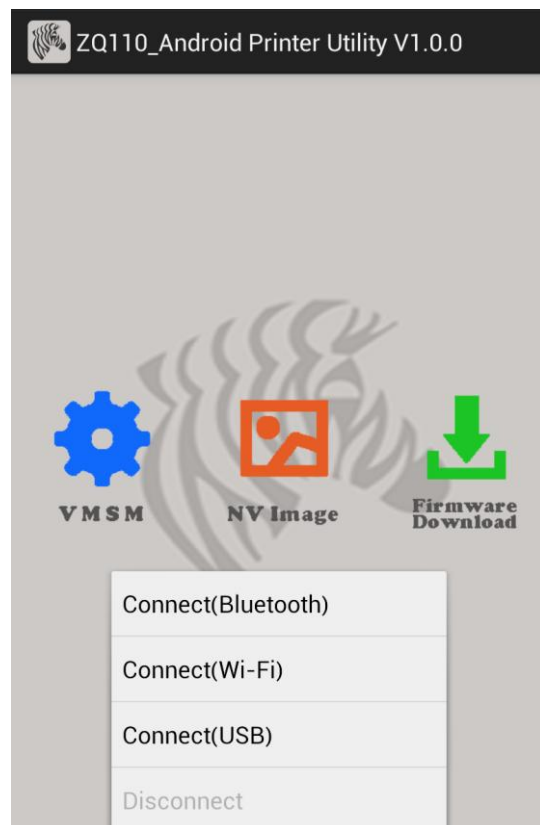 ZQ110_Android Printer Utility V1.0.0
VMSM
NV Image
Firmware
Download
Connect(Bluetooth)
Connect(Wi-Fi)
Connect(USB)
Disconnect